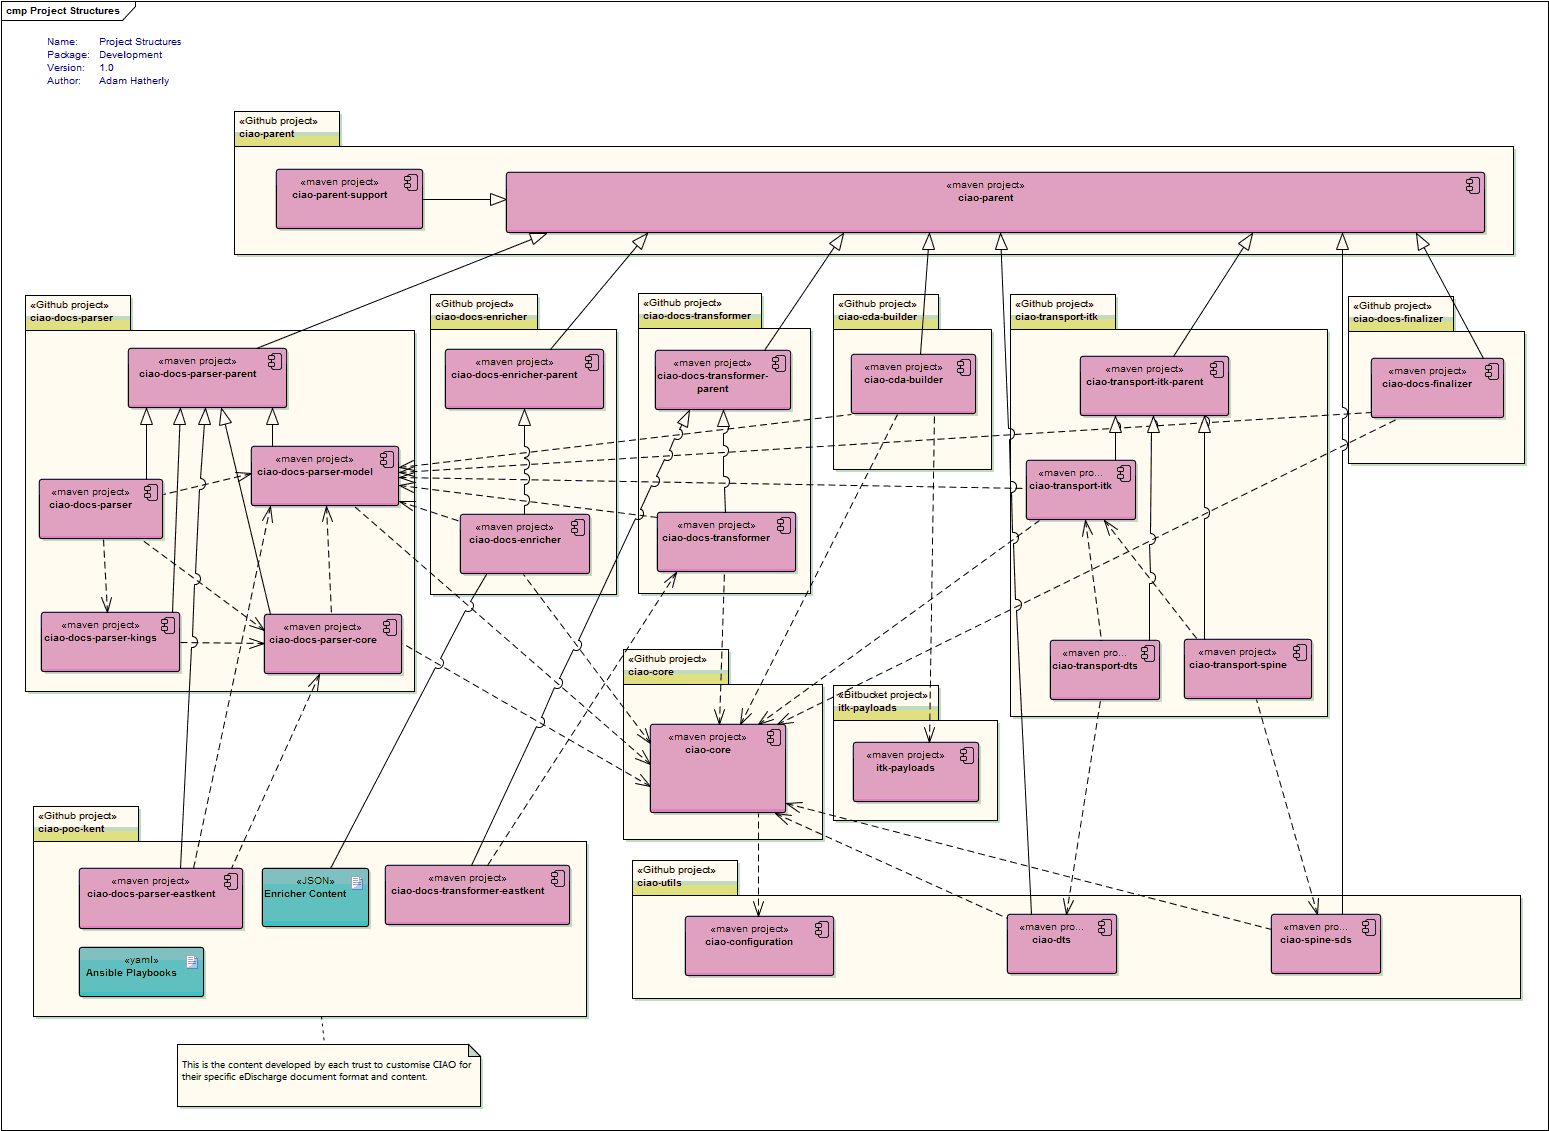 cmp Project Structures
Name: Project Structures
Package: Development
Version: 1.0
Author: Adam Hatherly
«Github project»
ciao-parent
«maven project»
ciao-parent-support
«maven project»
ciao-parent
«Github project»
ciao-docs-parser
«maven project»
ciao-docs-parser-parent
«maven project»
ciao-docs-parser-model
«maven project»
ciao-docs-parser
«maven project»
ciao-docs-parser-kings
«maven project»
ciao-docs-parser-core
«Github project»
ciao-docs-enricher
«maven project»
ciao-docs-enricher-parent
«maven project»
ciao-docs-enricher
«Github project»
ciao-docs-transformer
«maven project»
ciao-docs-transformer-
parent
«maven project»
ciao-docs-transformer
«Github project»
ciao-cda-builder
«maven project»
ciao-cda-builder
«Github project»
ciao-transport-itk
«maven project»
ciao-transport-itk-parent
«maven pro...
ciao-transport-itk
«maven pro...
ciao-transport-dts
«maven project»
ciao-transport-spine
«Github project»
ciao-docs-finalizer
«maven project»
ciao-docs-finalizer
«Github project»
ciao-core
«maven project»
ciao-core
«Bitbucket project»
itk-payloads
«maven project»
itk-payloads
«Github project»
ciao-poc-kent
«maven project»
ciao-docs-parser-eastkent
«JSON»
Enricher Content
«maven project»
ciao-docs-transformer-eastkent
«yaml»
Ansible Playbooks
«Github project»
ciao-utils
«maven project»
ciao-configuration
«maven pro...
ciao-dts
«maven pro...
ciao-spine-sds
This is the content developed by each trust to customise CIAO for
their specific eDischarge document format and content.